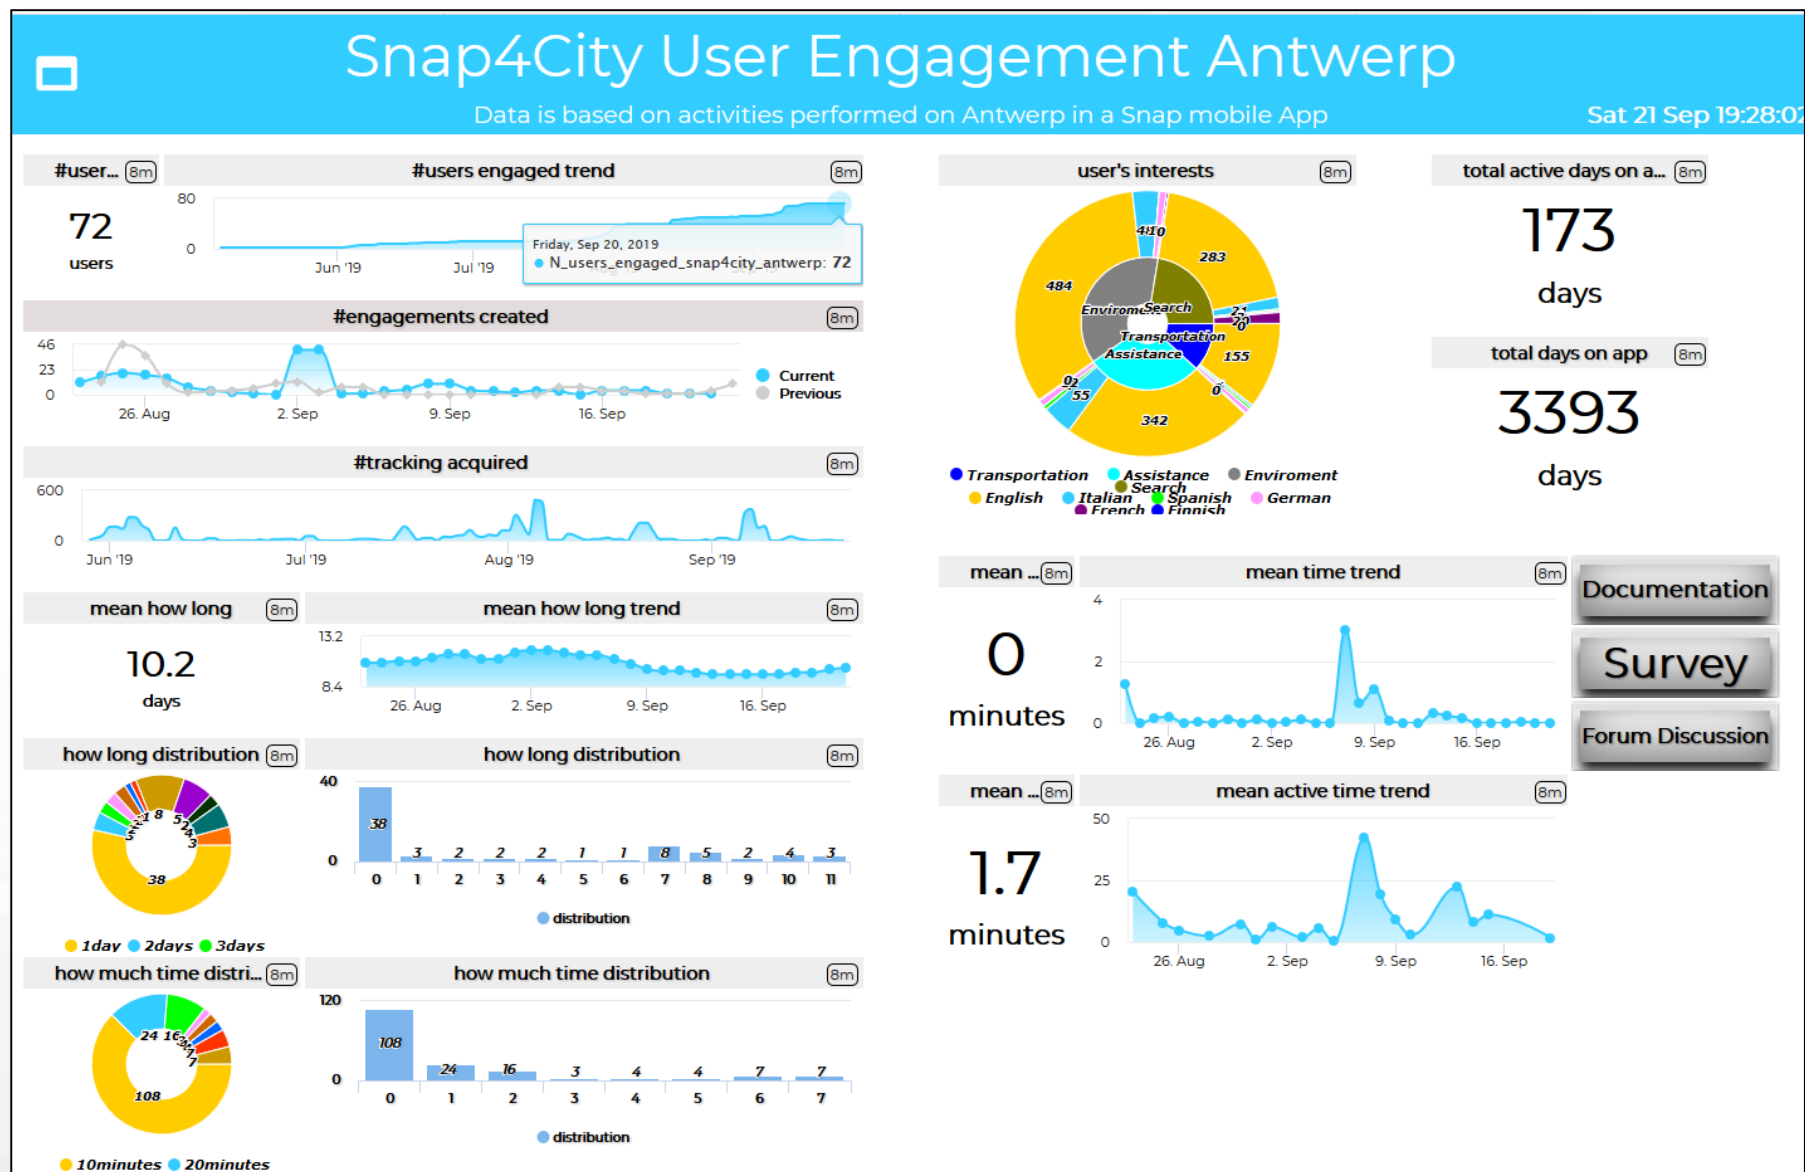 Snap4City User Engagement Antwerp
Data is based on activities performed on Antwerp in a Snap mobile App
Sat 21 Sep 19:28:02
#user... 8m
72
users
#users engaged trend 8m
80
0
Jun '19 Jul '19
Friday, Sep 20, 2019
N_users_engaged_snap4city_antwerp: 72
#engagements created 8m
46
23
0
26. Aug 2. Sep 9. Sep 16. Sep
Current
Previous
#tracking acquired 8m
600
0
Jun '19 Jul '19 Aug '19 Sep '19
mean how long 8m
10.2
days
mean how long trend 8m
13.2
8.4
26. Aug 2. Sep 9. Sep 16. Sep
how long distribution 8m
8 5 2 4 3
38
1day 2days 3days
how long distribution 8m
40
0
38 3 2 2 2 1 1 8 5 2 4 3
0 1 2 3 4 5 6 7 8 9 10 11
distribution
how much time distri... 8m
24 16
7
7
108
10minutes 20minutes
how much time distribution 8m
120
0
108 24 16 3 4 4 7 7
0 1 2 3 4 5 6 7
distribution
user's interests 8m
283
484
Enviroment Search
Transportation
Assistance
155
55
342
0
0
Transportation Assistance Enviroment
Search
English Italian Spanish German
French Finnish
total active days on a... 8m
173
days
total days on app 8m
3393
days
mean ... 8m
0
minutes
mean time trend 8m
4
2
0
26. Aug 2. Sep 9. Sep 16. Sep
Documentation
Survey
Forum Discussion
mean ... 8m
1.7
minutes
mean active time trend 8m
50
25
0
26. Aug 2. Sep 9. Sep 16. Sep